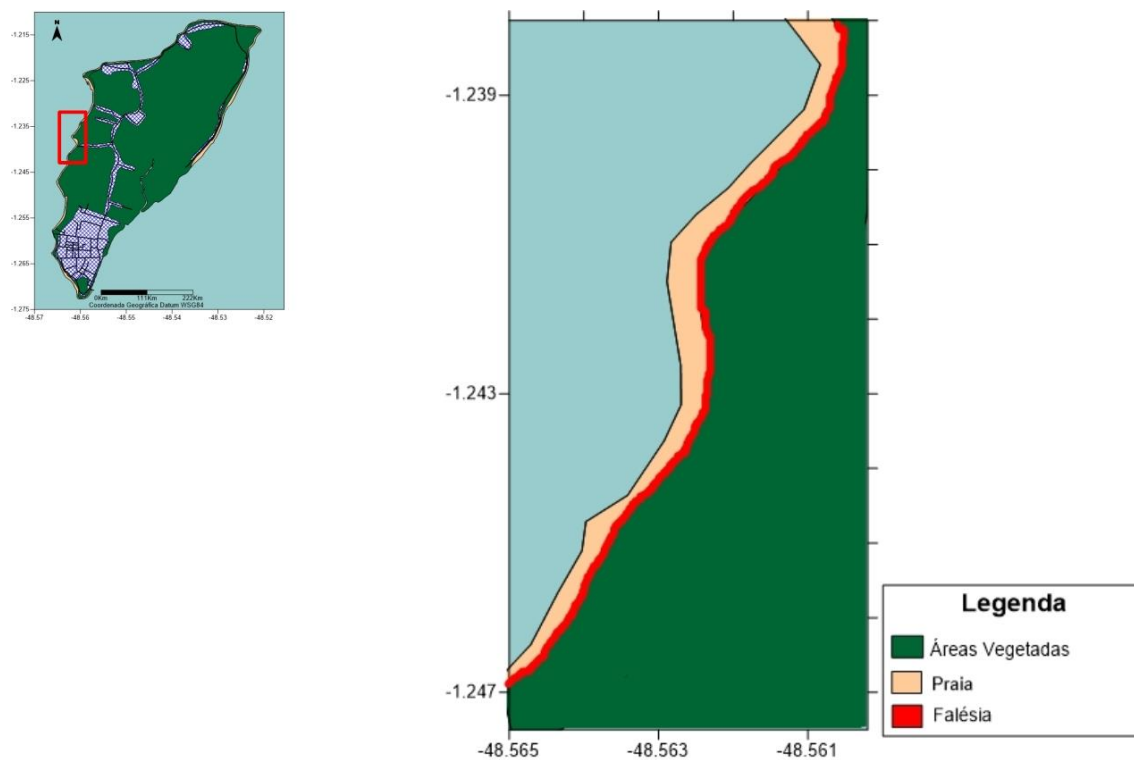 N
-1.215
-1.225
-1.235
-1.245
-1.255
-1.265
-1.275
0Km 111Km 222Km
Coordenada Geográfica Datum WSG84
-48.57 -48.56 -48.55 -48.54 -48.53 -48.52
-1.239
-1.243
-1.247
-48.565 -48.563 -48.561
Legenda
Áreas Vegetadas
Praia
Falésia